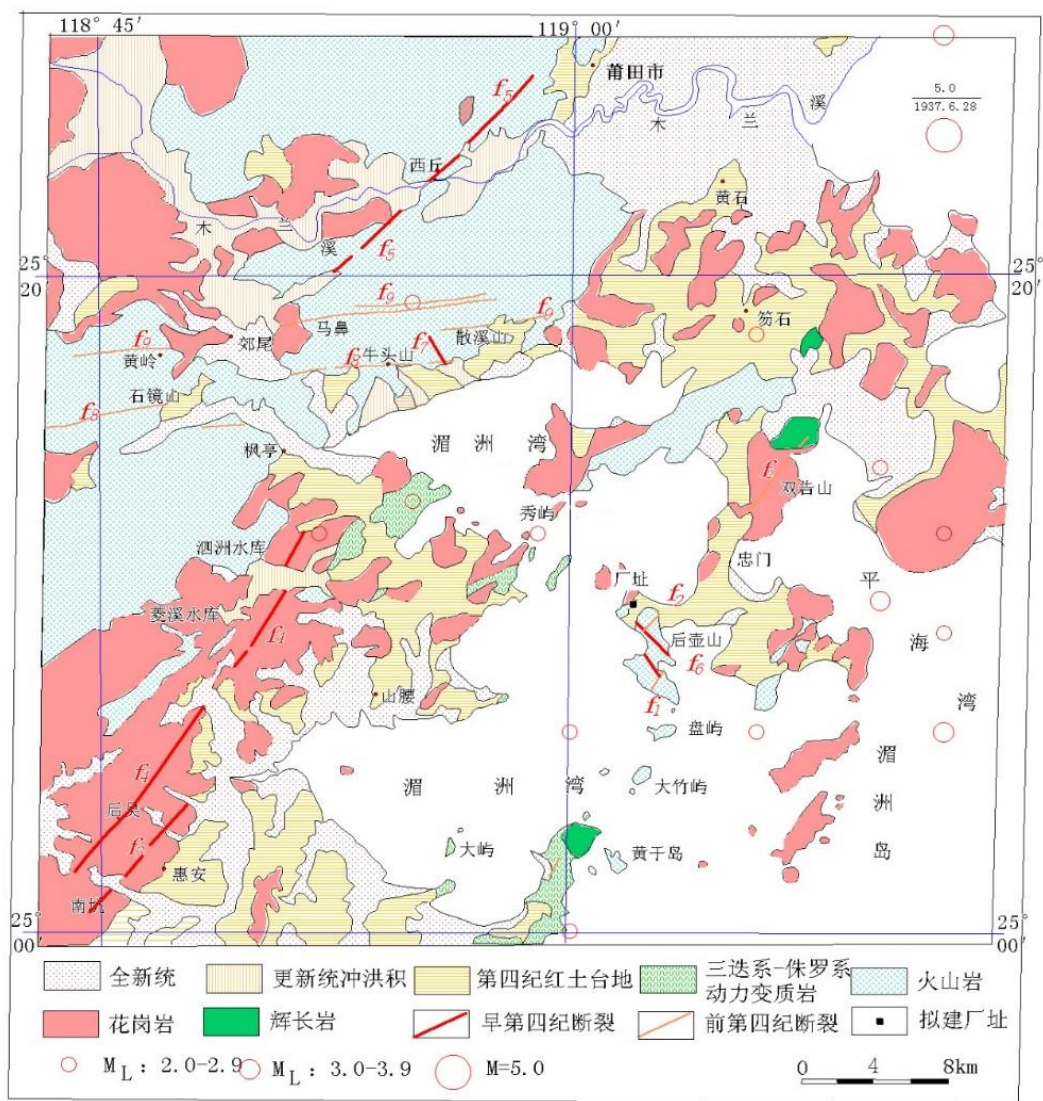 118° 45′
119° 00′
5.0
1937.6.28
莆田市
f5
木 兰 溪
西丘
黄石
木 兰 溪
f5
25° 20′
25° 20′
f9
马鼻
笏石
f9
郊尾
散溪山
f9
f7
黄岭
f8
牛头山
石镜山
f8
湄 洲 湾
枫亭
双告山
秀屿
泗洲水库
忠门
厂址
平 海 湾
f2
菱溪水库
f4
后壶山
f6
山腰
f1
盘屿
湄 洲 岛
f4
湄 洲 湾
大竹屿
后吴
大屿
黄干岛
惠安
南坑
25° 00′
25° 00′
全新统
更新统冲洪积
第四纪红土台地
三迭系-侏罗系
动力变质岩
火山岩
花岗岩
辉长岩
早第四纪断裂
前第四纪断裂
拟建厂址
ML：2.0-2.9
ML：3.0-3.9
M=5.0
0 4 8km